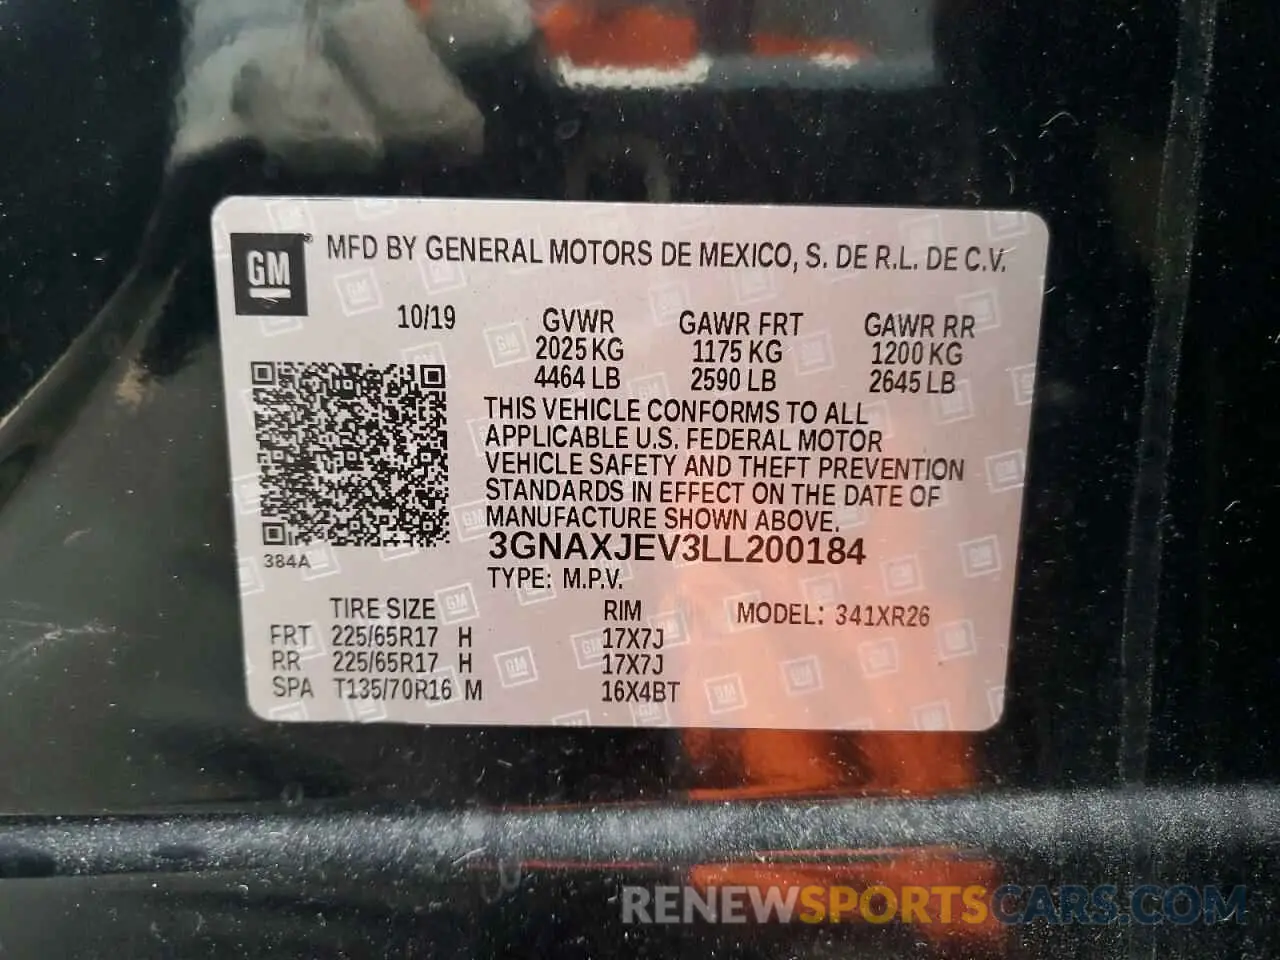 GM® MFD BY GENERAL MOTORS DE MEXICO, S. DE R.L. DE C.V.
10/19 GVWR GAWR FRT GAWR RR
2025 KG 1175 KG 1200 KG
4464 LB 2590 LB 2645 LB
THIS VEHICLE CONFORMS TO ALL
APPLICABLE U.S. FEDERAL MOTOR
VEHICLE SAFETY AND THEFT PREVENTION
STANDARDS IN EFFECT ON THE DATE OF
MANUFACTURE SHOWN ABOVE.
384A
3GNAXJEV3LL200184
TYPE: M.P.V.
TIRE SIZE RIM MODEL: 341XR26
FRT 225/65R17 H 17X7J
RR 225/65R17 H 17X7J
SPA T135/70R16 M 16X4BT
RENEWSPORTSCARS.COM